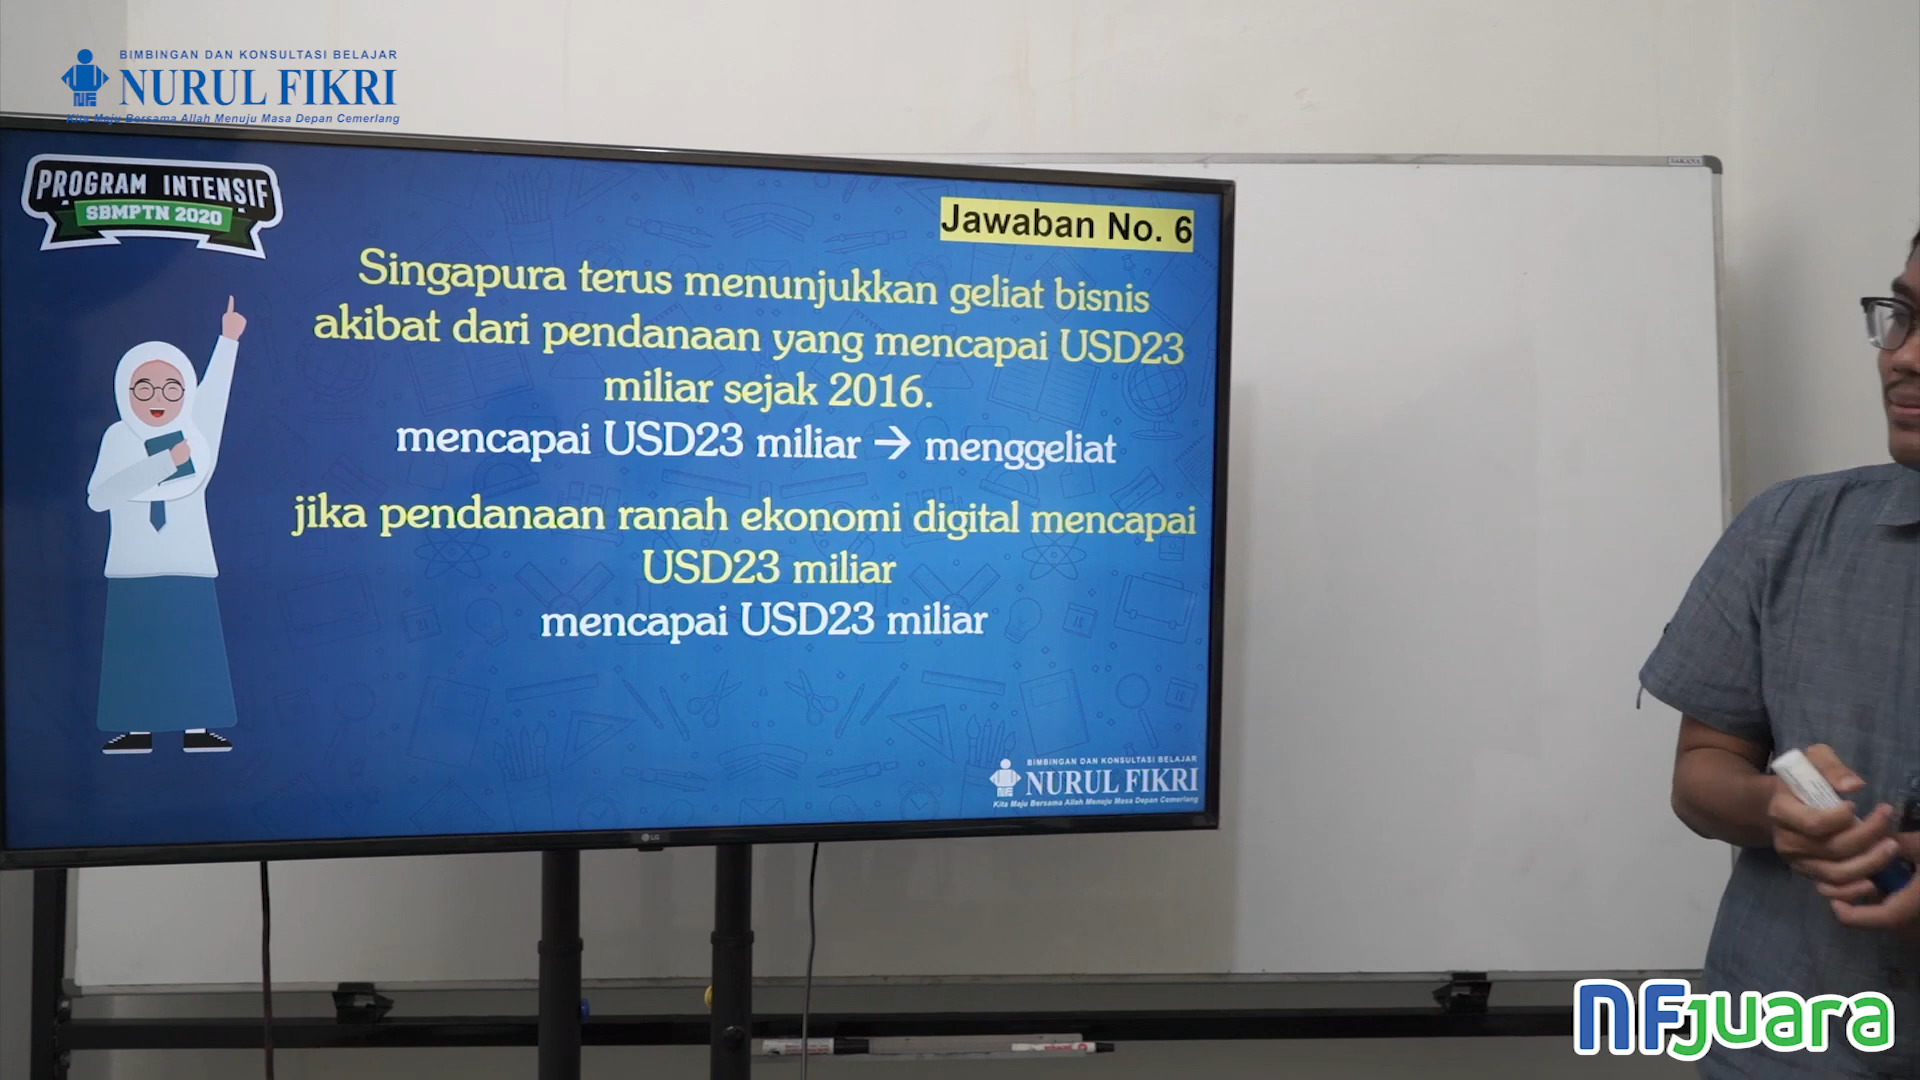 BIMBINGAN DAN KONSULTASI BELAJAR
NURUL FIKRI
Kita Maju Bersama Allah Menuju Masa Depan Cemerlang
PROGRAM INTENSIF
SBMPTN 2020
Jawaban No. 6
Singapura terus menunjukkan geliat bisnis
akibat dari pendanaan yang mencapai USD23
miliar sejak 2016.
mencapai USD23 miliar → menggeliat
jika pendanaan ranah ekonomi digital mencapai
USD23 miliar
mencapai USD23 miliar
BIMBINGAN DAN KONSULTASI BELAJAR
NURUL FIKRI
Kita Maju Bersama Allah Menuju Masa Depan Cemerlang
LG
NFjuara